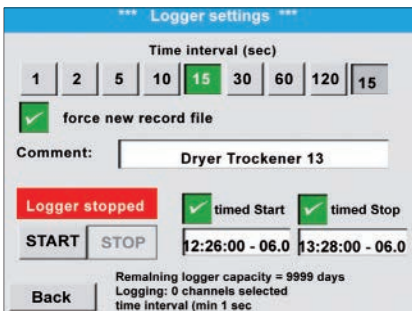 *** Logger settings ***
Time interval (sec)
1 2 5 10 15 30 60 120 15
force new record file
Comment: Dryer Trockener 13
Logger stopped
timed Start timed Stop
START STOP 12:26:00 - 06.0 13:28:00 - 06.0
Remaining logger capacity = 9999 days
Logging: 0 channels selected
Back
time interval (min 1 sec